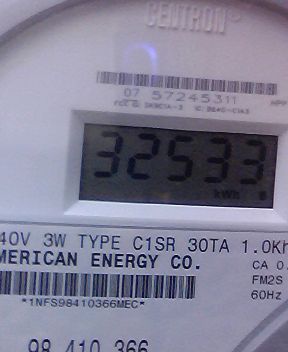 CENTRON®
07 57245311
32533
kWh
40V 3W TYPE C1SR 30TA 1.0Kh
MERICAN ENERGY CO.
CA 0.
FM2S
60Hz
*1NFS98410366MEC*
98 410 366